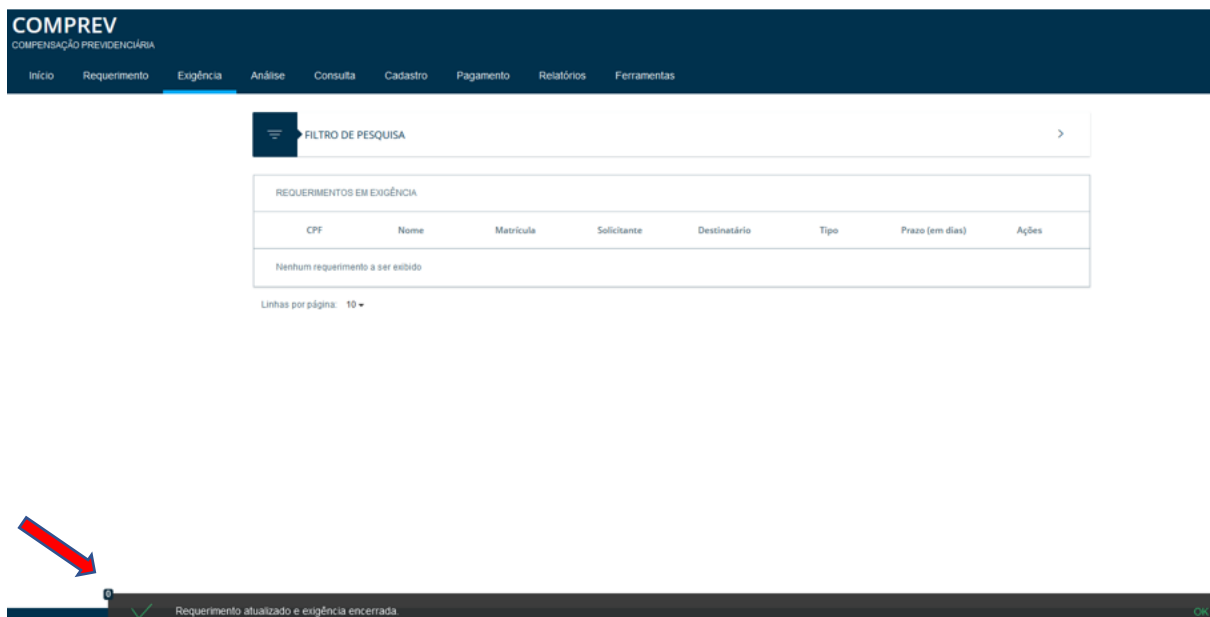 COMPREV
COMPENSAÇÃO PREVIDENCIÁRIA
Início Requerimento Exigência Análise Consulta Cadastro Pagamento Relatórios Ferramentas
FILTRO DE PESQUISA
REQUERIMENTOS EM EXIGÊNCIA
CPF Nome Matrícula Solicitante Destinatário Tipo Prazo (em dias) Ações
Nenhum requerimento a ser exibido
Linhas por página: 10
0
Requerimento atualizado e exigência encerrada. OK